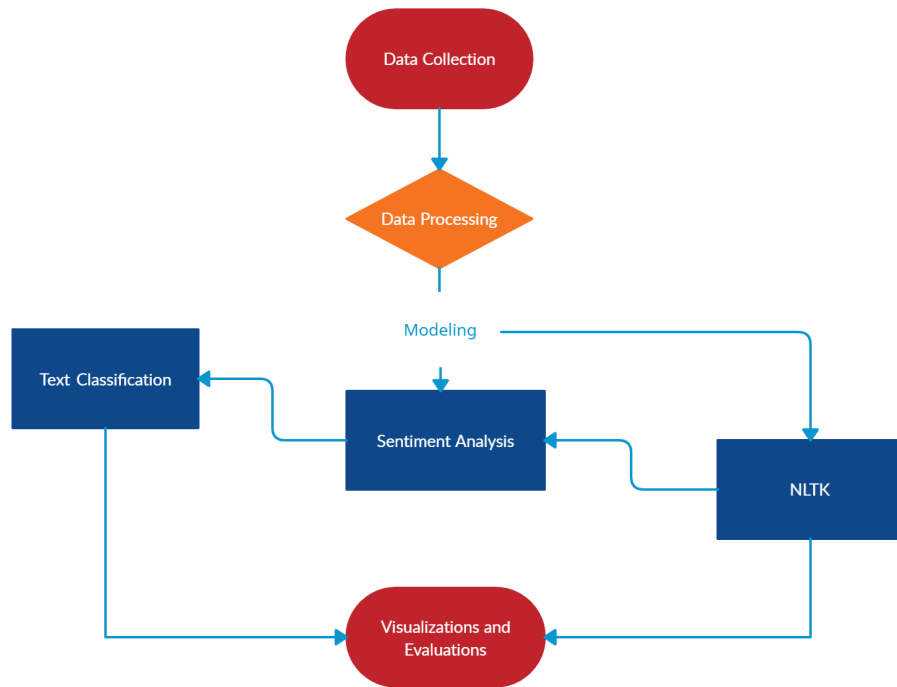 Data Collection
Data Processing
Modeling
Text Classification
Sentiment Analysis
NLTK
Visualizations and
Evaluations